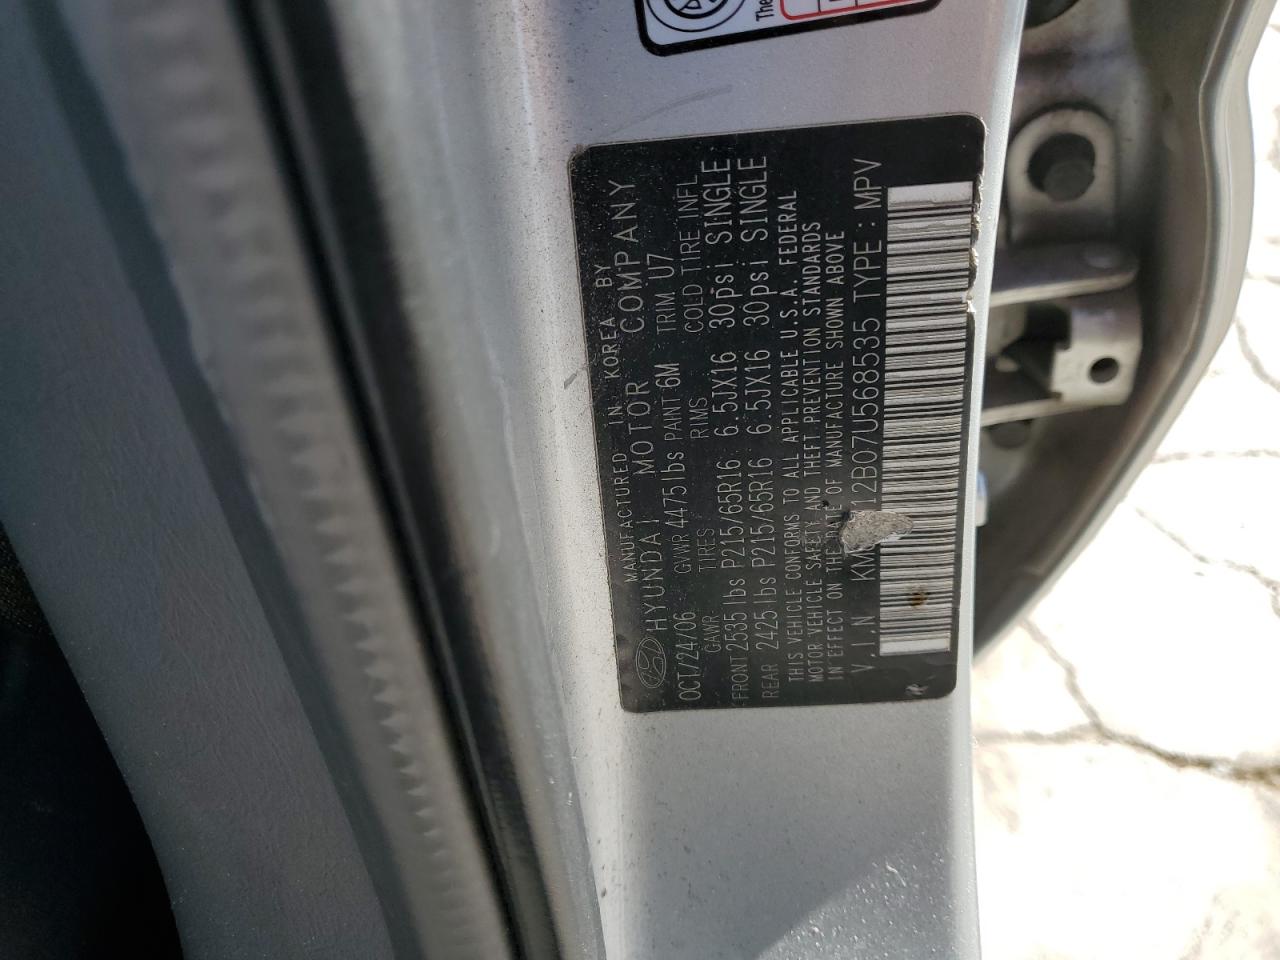 The
MANUFACTURED IN KOREA BY
HYUNDAI MOTOR COMPANY
OCT/24/06 GVWR 4475lbs PAINT 6M TRIM U7
GAWR TIRES RIMS COLD TIRE INFL
FRONT 2535lbs P215/65R16 6.5JX16 30psi SINGLE
REAR 2425lbs P215/65R16 6.5JX16 30psi SINGLE
THIS VEHICLE CONFORMS TO ALL APPLICABLE U.S.A. FEDERAL
MOTOR VEHICLE SAFETY AND THEFT PREVENTION STANDARDS
IN EFFECT ON THE DATE OF MANUFACTURE SHOWN ABOVE
V.I.N KM 12B07U568535 TYPE : MPV